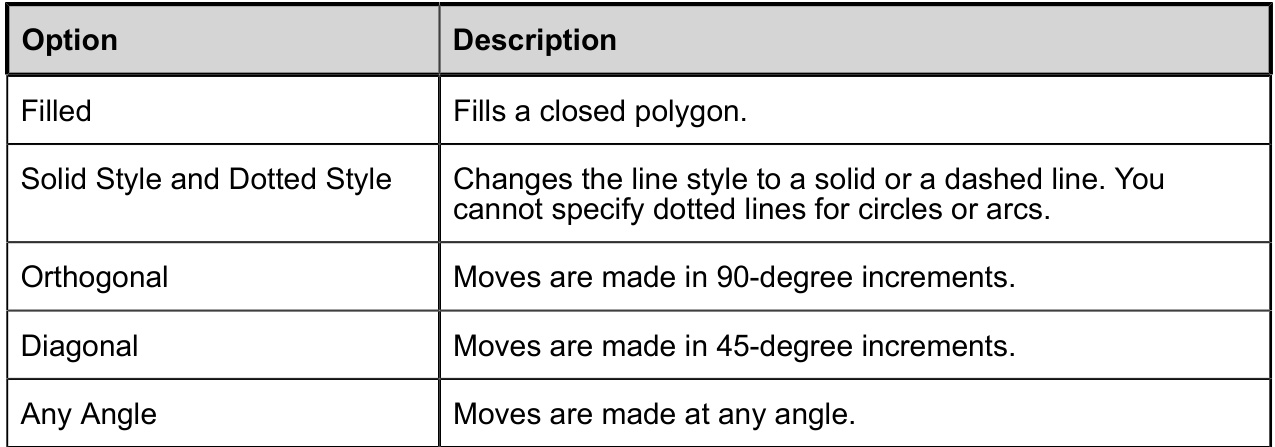 Option Description
Filled Fills a closed polygon.
Solid Style and Dotted Style Changes the line style to a solid or a dashed line. You
cannot specify dotted lines for circles or arcs.
Orthogonal Moves are made in 90-degree increments.
Diagonal Moves are made in 45-degree increments.
Any Angle Moves are made at any angle.